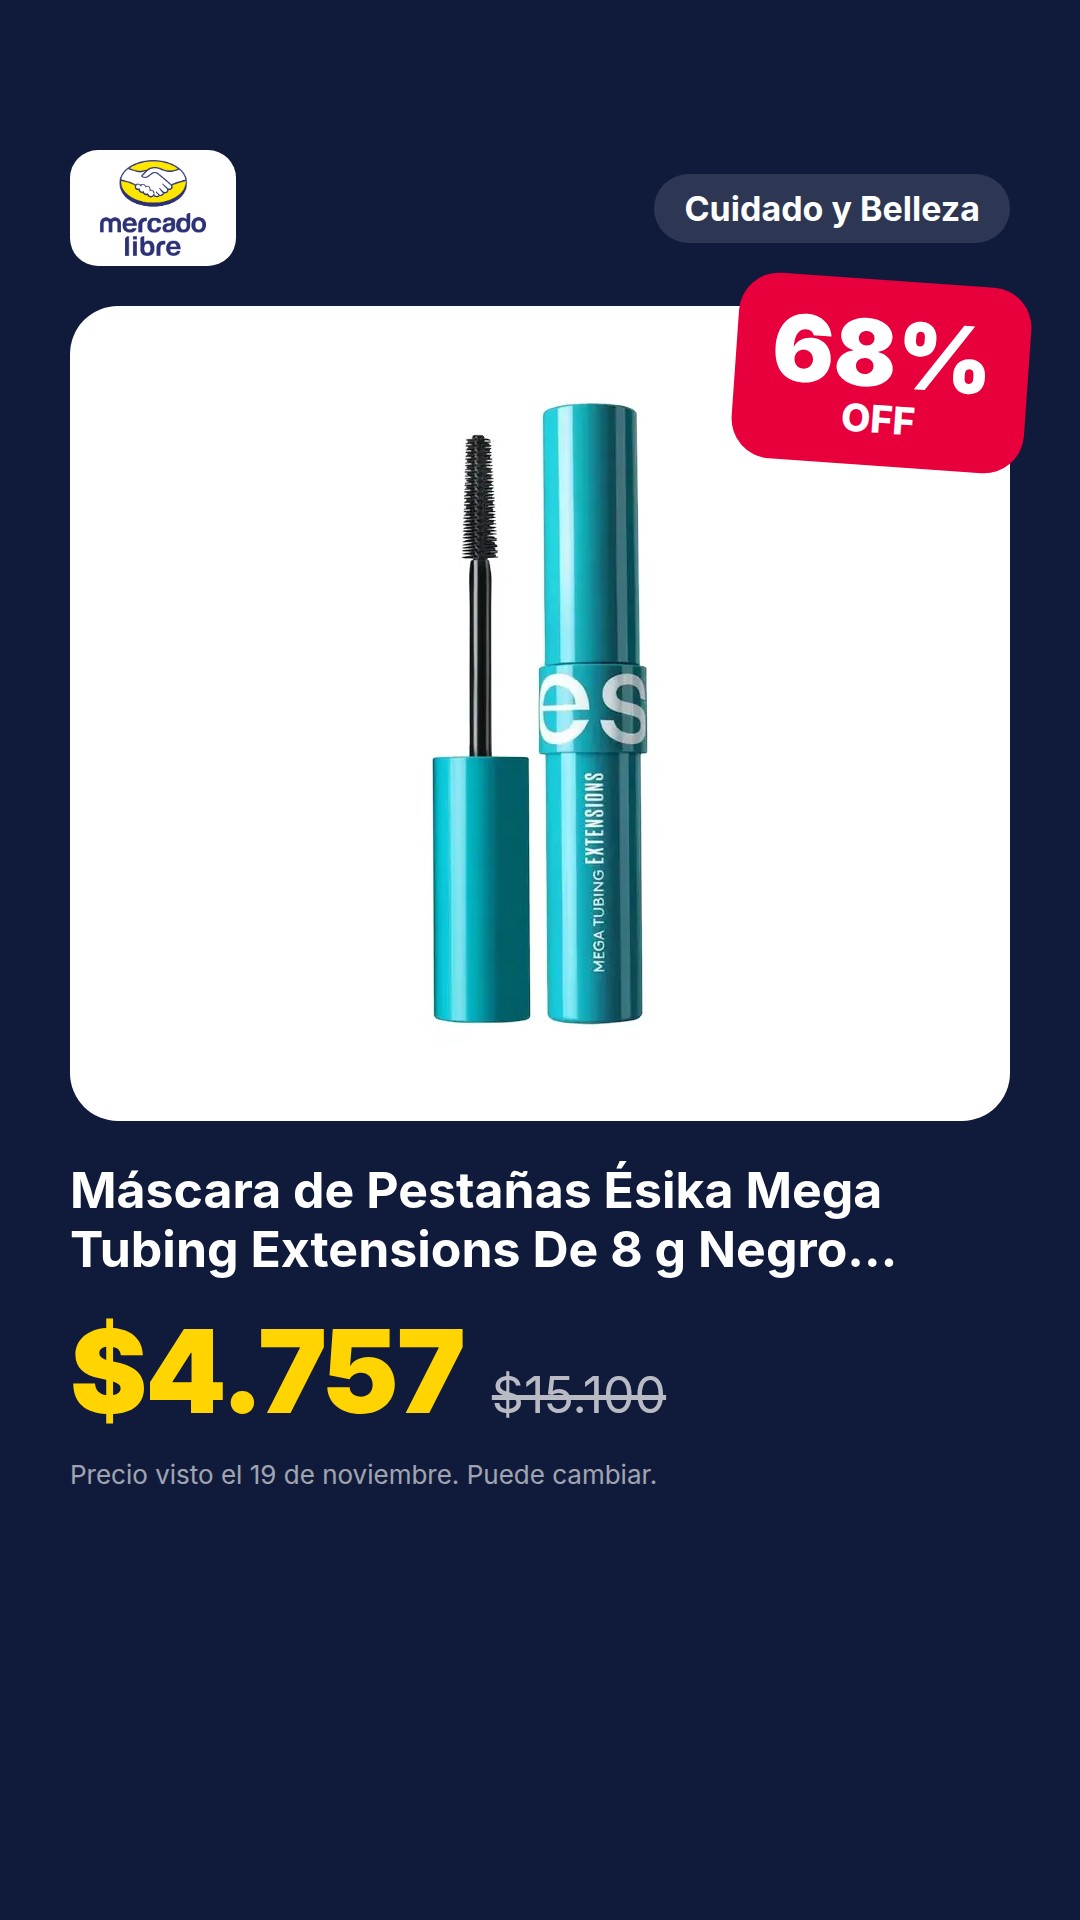 mercado
libre
Cuidado y Belleza
68%
OFF
es
MEGA TUBING EXTENSIONS
Máscara de Pestañas Ésika Mega
Tubing Extensions De 8 g Negro...
$4.757 $15.100
Precio visto el 19 de noviembre. Puede cambiar.